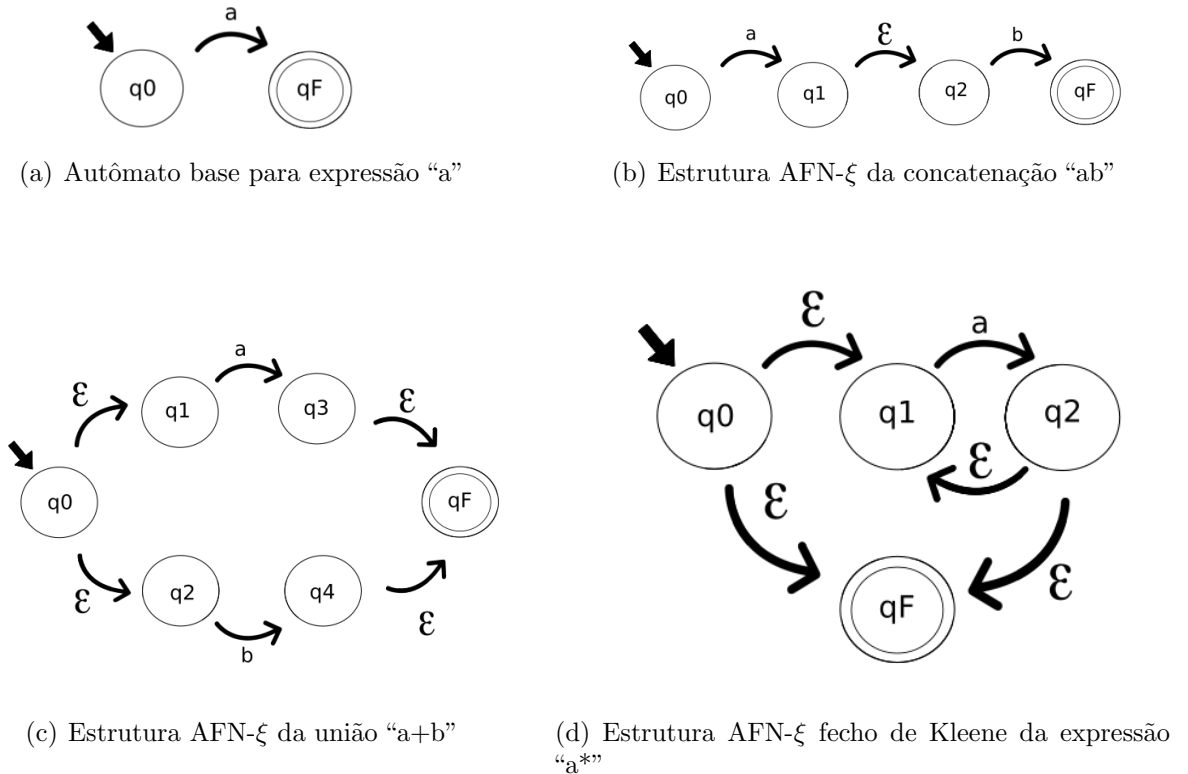 a
q0
qF
(a) Autômato base para expressão “a”
a
ε
b
q0
q1
q2
qF
(b) Estrutura AFN-ξ da concatenação “ab”
a
ε
q1
q3
ε
q0
qF
ε
q2
q4
ε
b
(c) Estrutura AFN-ξ da união “a+b”
ε
a
q0
q1
q2
ε
ε
ε
qF
(d) Estrutura AFN-ξ fecho de Kleene da expressão
“a*”